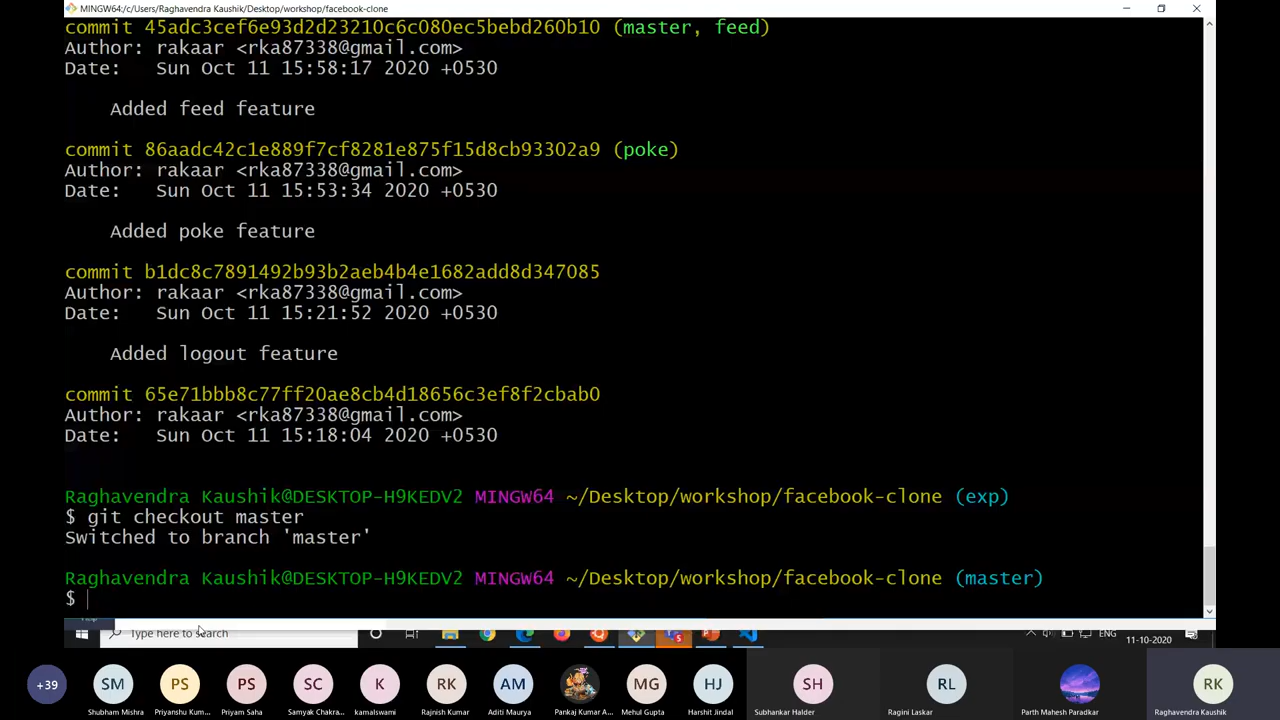 MINGW64:/c/Users/Raghavendra Kaushik/Desktop/workshop/facebook-clone
commit 45adc3cef6e93d2d23210c6c080ec5bebd260b10 (master, feed)
Author: rakaar <rka87338@gmail.com>
Date:   Sun Oct 11 15:58:17 2020 +0530
Added feed feature
commit 86aadc42c1e889f7cf8281e875f15d8cb93302a9 (poke)
Author: rakaar <rka87338@gmail.com>
Date:   Sun Oct 11 15:53:34 2020 +0530
Added poke feature
commit b1dc8c7891492b93b2aeb4b4e1682add8d347085
Author: rakaar <rka87338@gmail.com>
Date:   Sun Oct 11 15:21:52 2020 +0530
Added logout feature
commit 65e71bbb8c77ff20ae8cb4d18656c3ef8f2cbab0
Author: rakaar <rka87338@gmail.com>
Date:   Sun Oct 11 15:18:04 2020 +0530
Raghavendra Kaushik@DESKTOP-H9KEDV2 MINGW64 ~/Desktop/workshop/facebook-clone (exp)
$ git checkout master
Switched to branch 'master'
Raghavendra Kaushik@DESKTOP-H9KEDV2 MINGW64 ~/Desktop/workshop/facebook-clone (master)
$
Type here to search
ENG
11-10-2020
+39 SM PS PS SC K RK AM MG HJ SH RL RK
Shubham Mishra Priyanshu Kum... Priyam Saha Samyak Chakra... kamalswami Rajnish Kumar Aditi Maurya Pankaj Kumar A... Mehul Gupta Harshit Jindal Subhankar Halder Ragini Laskar Parth Mahesh Paradkar Raghavendra Kaushik